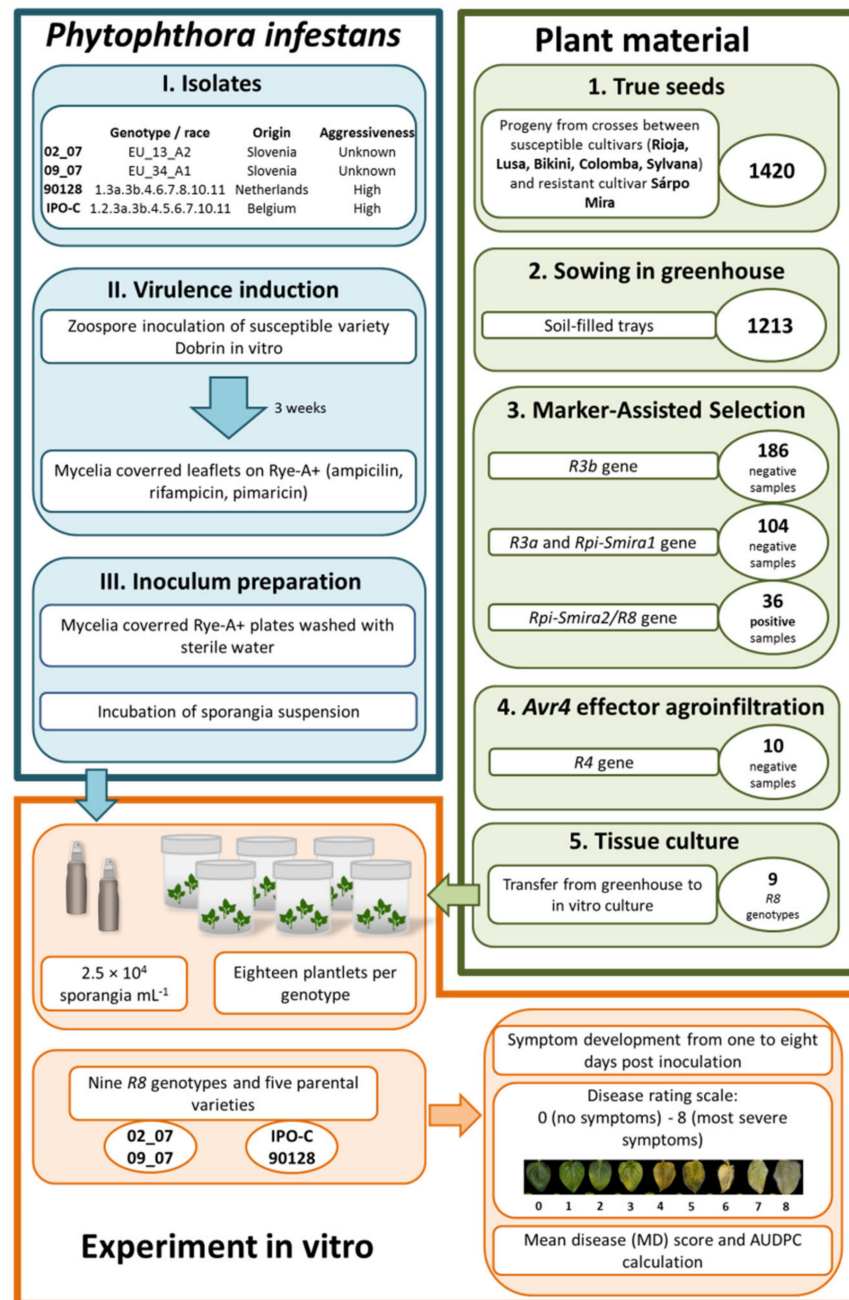 Phytophthora infestans
I. Isolates
Genotype / race Origin Aggressiveness
02_07 EU_13_A2 Slovenia Unknown
09_07 EU_34_A1 Slovenia Unknown
90128 1.3a.3b.4.6.7.8.10.11 Netherlands High
IPO-C 1.2.3a.3b.4.5.6.7.10.11 Belgium High
II. Virulence induction
Zoospore inoculation of susceptible variety
Dobrin in vitro
3 weeks
Mycelia coverred leaflets on Rye-A+ (ampicilin,
rifampicin, pimaricin)
III. Inoculum preparation
Mycelia coverred Rye-A+ plates washed with
sterile water
Incubation of sporangia suspension
Plant material
1. True seeds
Progeny from crosses between
susceptible cultivars (Rioja,
Lusa, Bikini, Colomba, Sylvana)
and resistant cultivar Sárpo
Mira
1420
2. Sowing in greenhouse
Soil-filled trays
1213
3. Marker-Assisted Selection
R3b gene
186
negative
samples
R3a and Rpi-Smira1 gene
104
negative
samples
Rpi-Smira2/R8 gene
36
positive
samples
4. Avr4 effector agroinfiltration
R4 gene
10
negative
samples
5. Tissue culture
Transfer from greenhouse to
in vitro culture
9
R8
genotypes
2.5 × 10⁴
sporangia mL⁻¹
Eighteen plantlets per
genotype
Nine R8 genotypes and five parental
varieties
02_07
09_07
IPO-C
90128
Experiment in vitro
Symptom development from one to eight
days post inoculation
Disease rating scale:
0 (no symptoms) - 8 (most severe
symptoms)
0 1 2 3 4 5 6 7 8
Mean disease (MD) score and AUDPC
calculation